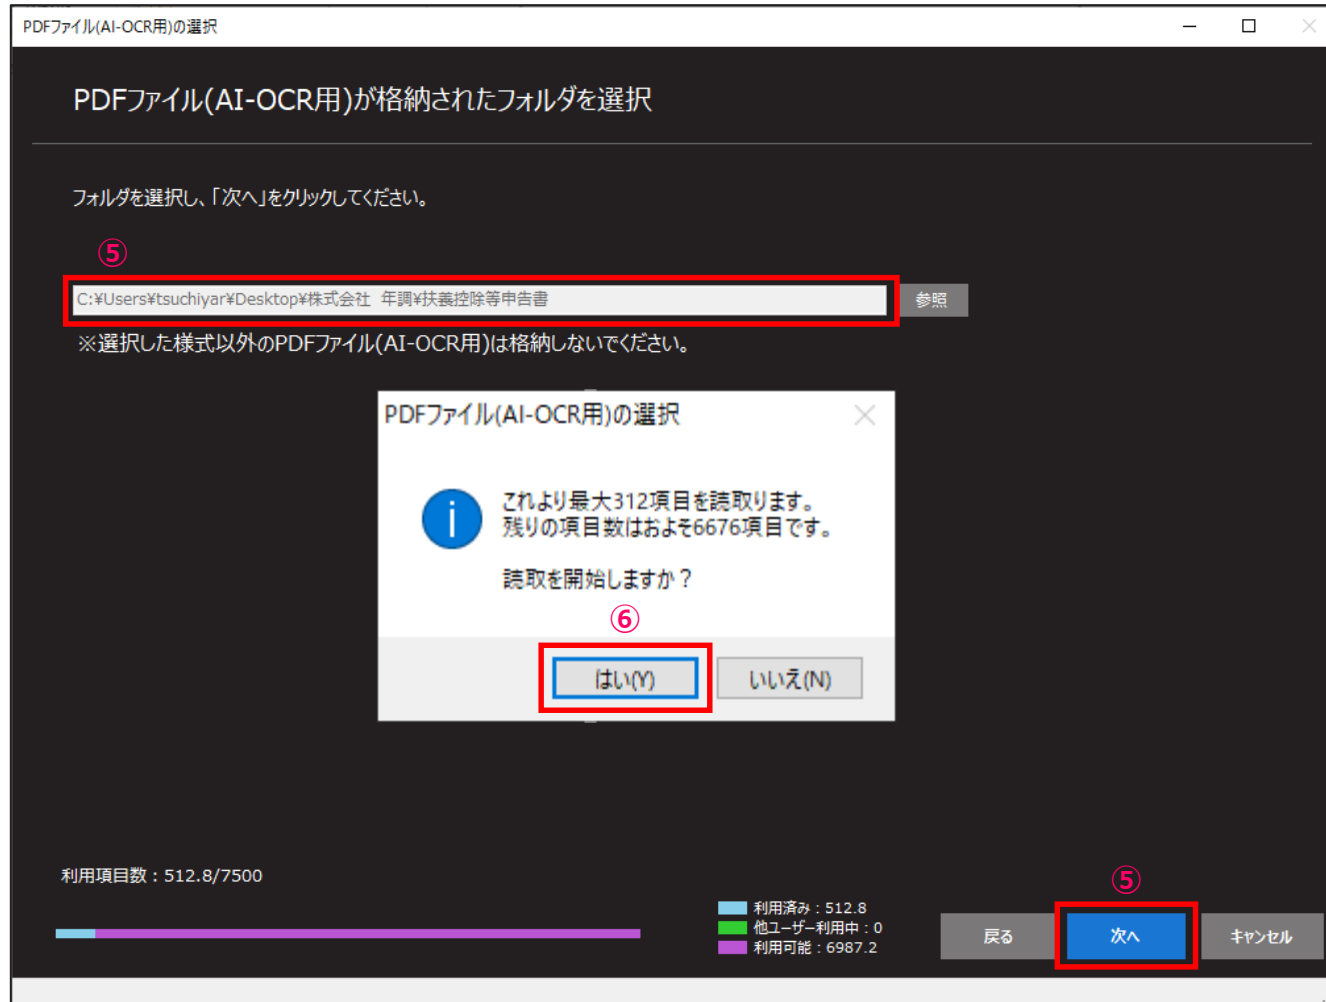 PDFファイル(AI-OCR用)の選択
PDFファイル(AI-OCR用)が格納されたフォルダを選択
フォルダを選択し、「次へ」をクリックしてください。
⑤
C:¥Users¥tsuchiyar¥Desktop¥株式会社 年調¥扶義控除等申告書
参照
※選択した様式以外のPDFファイル(AI-OCR用)は格納しないでください。
PDFファイル(AI-OCR用)の選択
これより最大312項目を読取ります。
残りの項目数はおよそ6676項目です。
読取を開始しますか？
⑥
はい(Y)
いいえ(N)
利用項目数：512.8/7500
利用済み：512.8
他ユーザー利用中：0
利用可能：6987.2
⑤
戻る
次へ
キャンセル